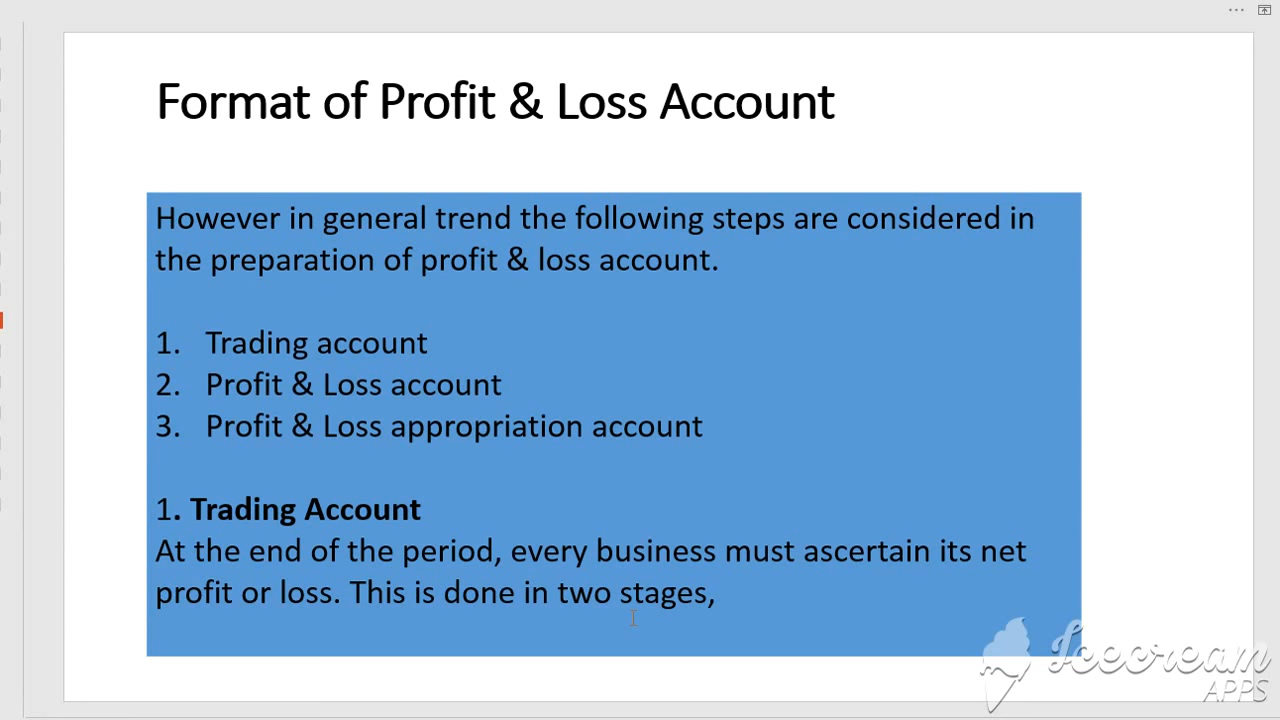 Format of Profit & Loss Account
However in general trend the following steps are considered in
the preparation of profit & loss account.
1. Trading account
2. Profit & Loss account
3. Profit & Loss appropriation account
1. Trading Account
At the end of the period, every business must ascertain its net
profit or loss. This is done in two stages,
Icecream
APPS